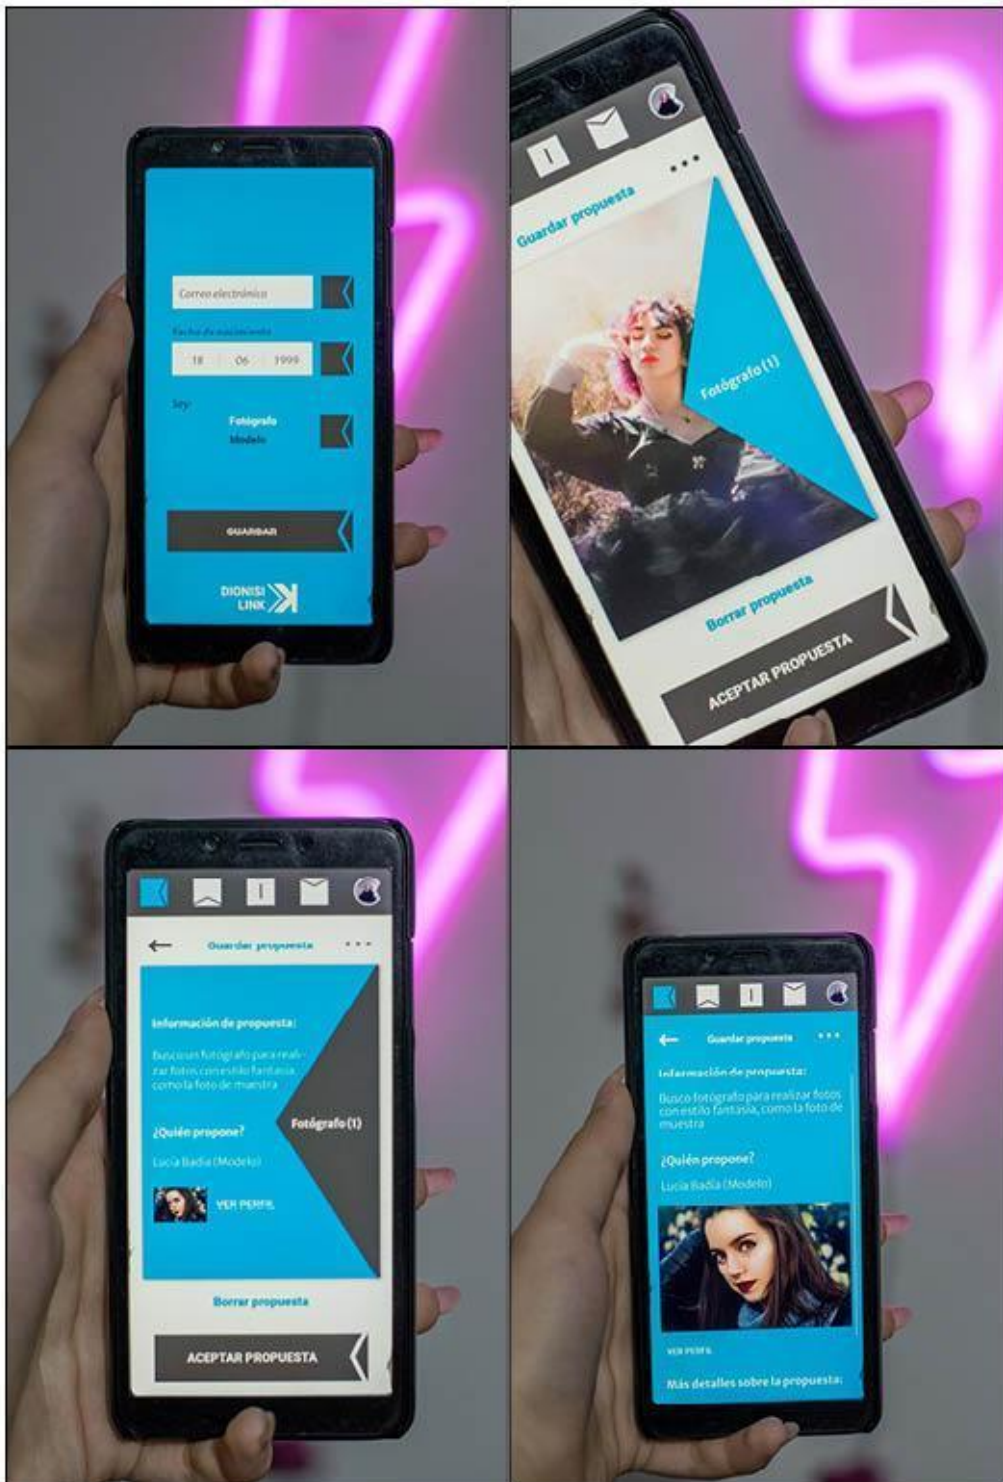 Correo electrónico
Fecha de nacimiento
18 06 1999
Soy:
Fotógrafo
Modelo
GUARDAR
DIONISI
LINK
Guardar propuesta
Fotógrafo (1)
Borrar propuesta
ACEPTAR PROPUESTA
Guardar propuesta
Información de propuesta:
Busco un fotógrafo para reali-
zar fotos con estilo fantasía,
como la foto de muestra
Fotógrafo (1)
¿Quién propone?
Lucía Badía (Modelo)
VER PERFIL
Borrar propuesta
ACEPTAR PROPUESTA
Guardar propuesta
Información de propuesta:
Busco fotógrafo para realizar fotos
con estilo fantasía, como la foto de
muestra
¿Quién propone?
Lucía Badía (Modelo)
VER PERFIL
Más detalles sobre la propuesta: